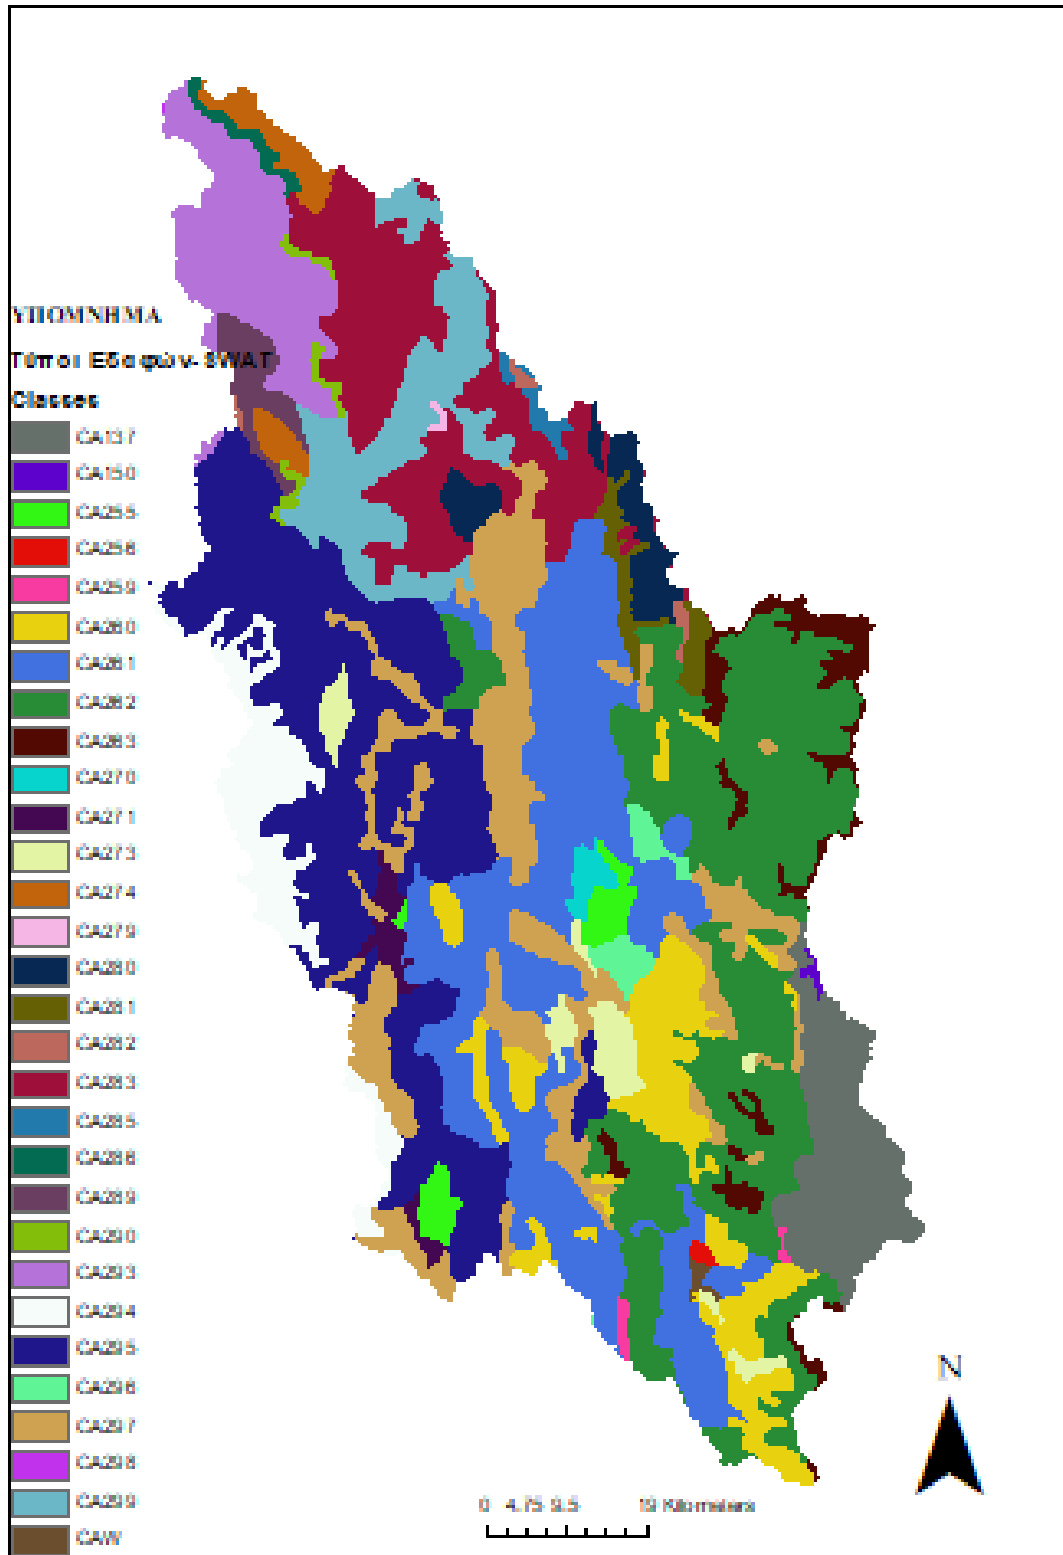 ΥΠΟΜΝΗΜΑ
Τύποι Εδαφών- SWAT
Classes
CA137
CA150
CA255
CA256
CA259
CA260
CA261
CA262
CA263
CA270
CA271
CA273
CA274
CA279
CA280
CA281
CA282
CA283
CA285
CA286
CA289
CA290
CA293
CA294
CA295
CA296
CA297
CA298
CA299
CAW
N
0 4.75 9.5 19 Kilometers